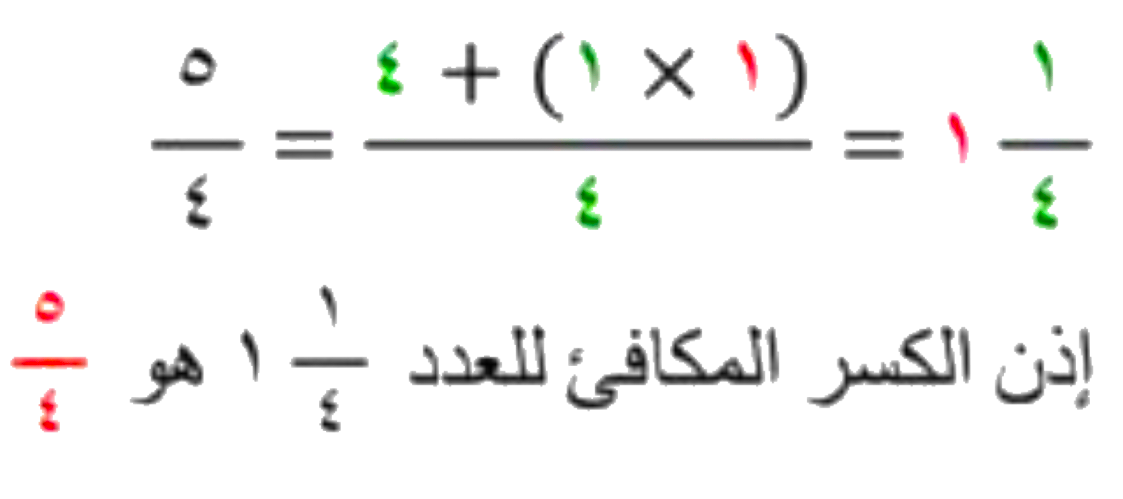 ١ ١/٤ = ((١ × ١) + ٤)/٤ = ٥/٤
إذن الكسر المكافئ للعدد ١ ١/٤ هو ٥/٤